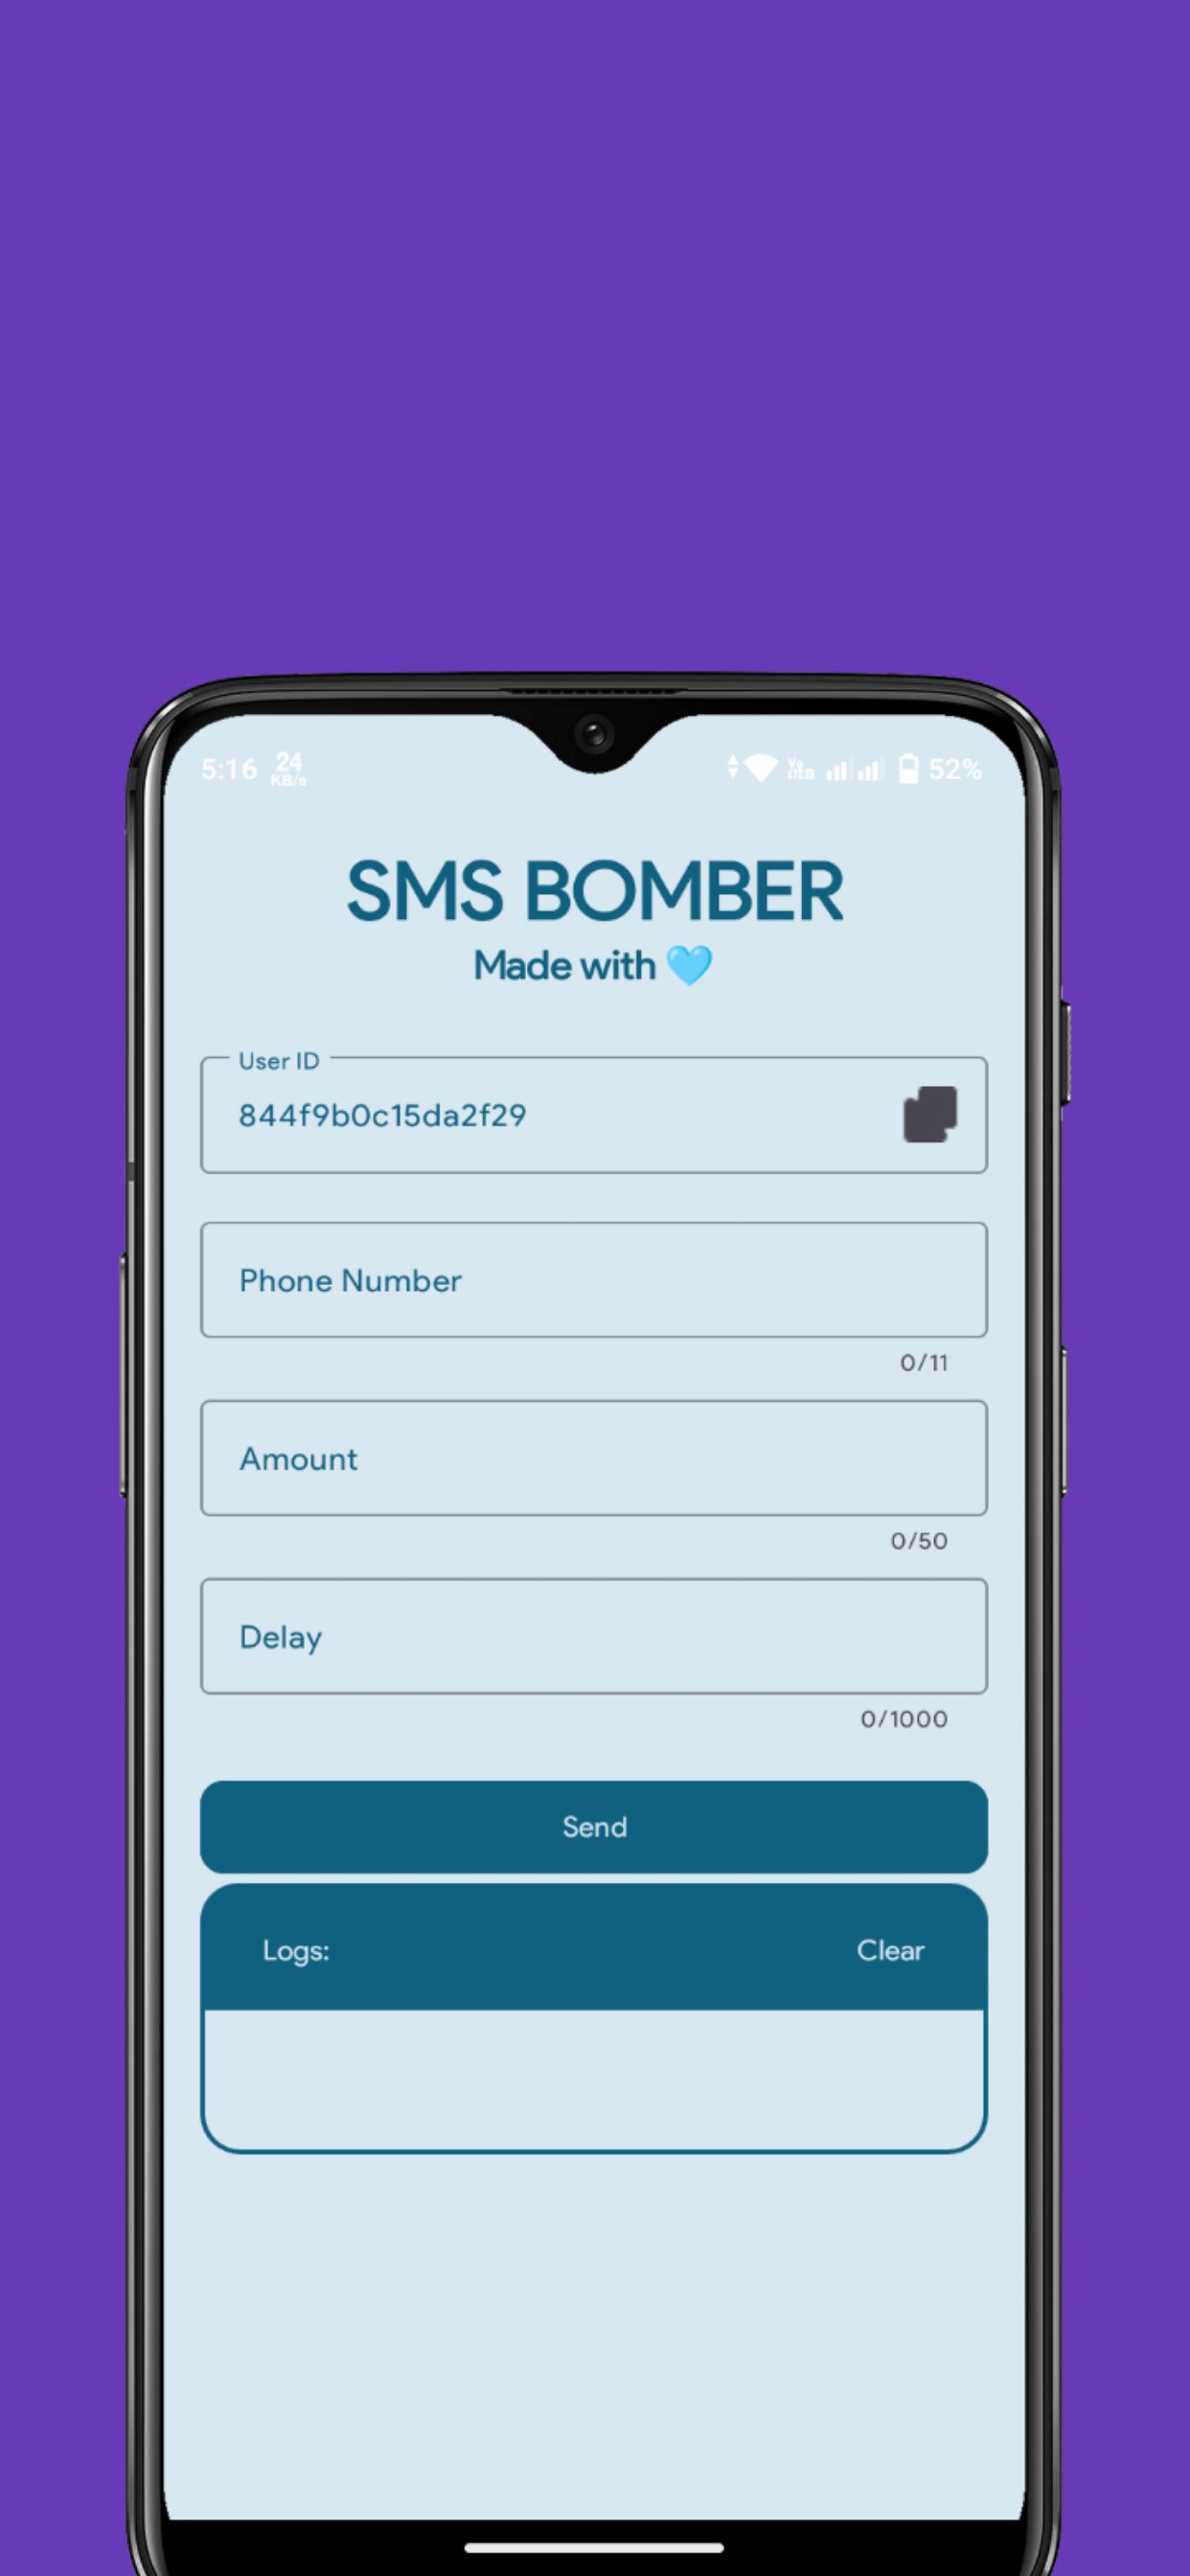 5:16 24 KB/s 52%
SMS BOMBER
Made with 🩵
User ID
844f9b0c15da2f29
Phone Number
0/11
Amount
0/50
Delay
0/1000
Send
Logs: Clear